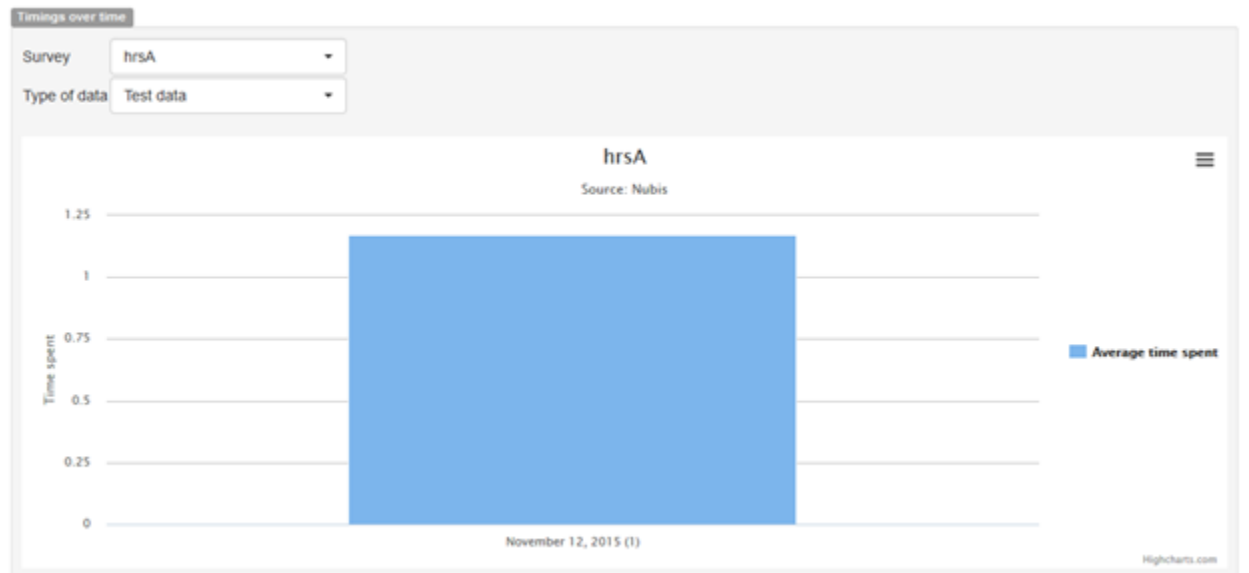 Timings over time
Survey hrsA
Type of data Test data
hrsA
Source: Nubis
1.25
1
0.75
0.5
0.25
0
Time spent
Average time spent
November 12, 2015 (1)
Highcharts.com